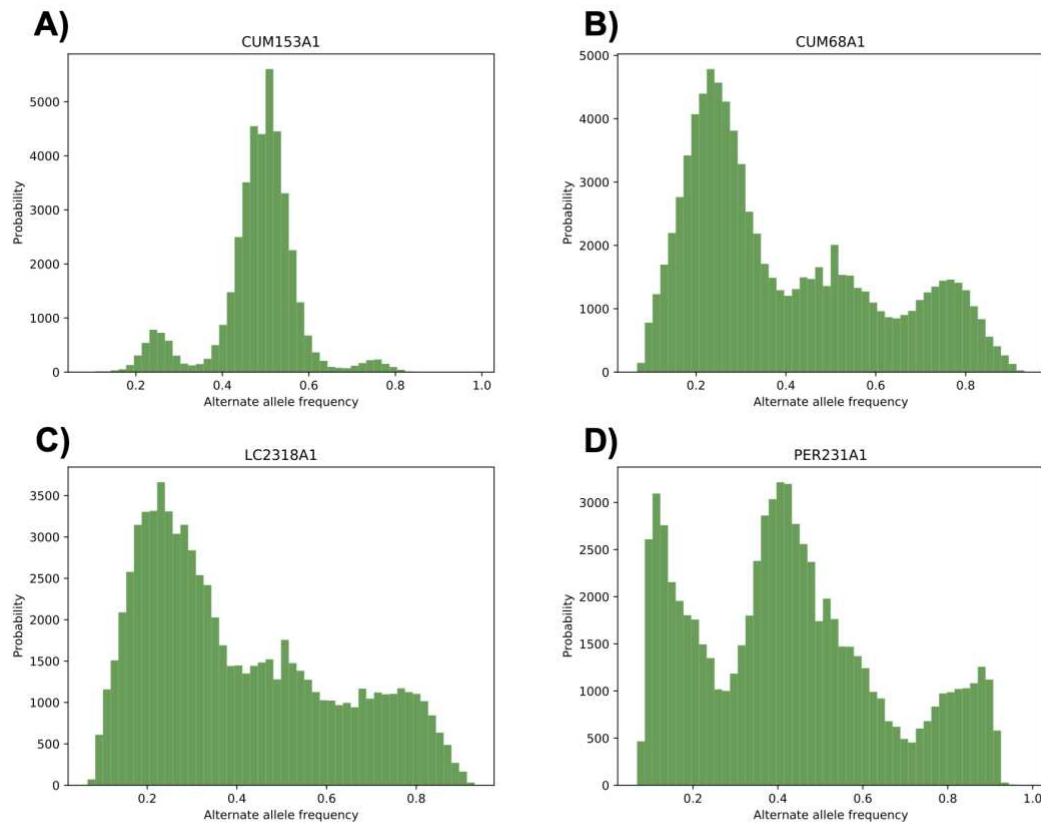 A)
CUM153A1
Probability
5000
4000
3000
2000
1000
0
0.2 0.4 0.6 0.8 1.0
Alternate allele frequency
B)
CUM68A1
Probability
5000
4000
3000
2000
1000
0
0.2 0.4 0.6 0.8
Alternate allele frequency
C)
LC2318A1
Probability
3500
3000
2500
2000
1500
1000
500
0
0.2 0.4 0.6 0.8
Alternate allele frequency
D)
PER231A1
Probability
3000
2500
2000
1500
1000
500
0
0.2 0.4 0.6 0.8 1.0
Alternate allele frequency